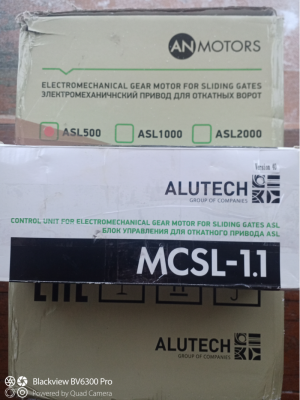 AN MOTORS
ELECTROMECHANICAL GEAR MOTOR FOR SLIDING GATES
ЭЛЕКТРОМЕХАНИЧНСКИЙ ПРИВОД ДЛЯ ОТКАТНЫХ ВОРОТ
ASL500 ASL1000 ASL2000
ALUTECH
GROUP OF COMPANIES
CONTROL UNIT FOR ELECTROMECHANICAL GEAR MOTOR FOR SLIDING GATES ASL
БЛОК УПРАВЛЕНИЯ ДЛЯ ОТКАТНОГО ПРИВОДА ASL
MCSL-1.1
EAC
ALUTECH
GROUP OF COMPANIES
Blackview BV6300 Pro
Powered by Quad Camera